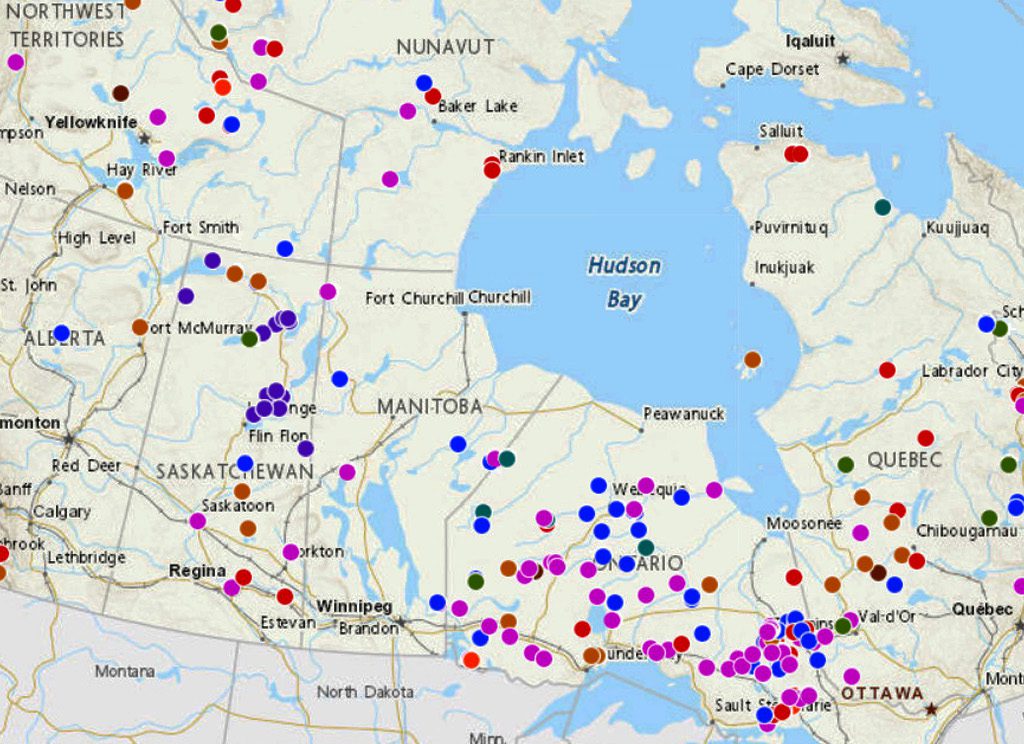 NORTHWEST
TERRITORIES
NUNAVUT
Iqaluit
Cape Dorset
Baker Lake
Yellowknife
mpson
Salluit
Rankin Inlet
Hay River
Nelson
Fort Smith
Puvirnituq
Kuujjuaq
High Level
Hudson
Bay
Inukjuak
St. John
Fort Churchill
Churchill
Sch
ort McMurray
ALBERTA
Labrador City
nge
MANITOBA
Peawanuck
monton
Flin Flon
Red Deer
SASKATCHEWAN
QUEBEC
Banff
Calgary
Saskatoon
Moosonee
Chibougamau
brook
Lethbridge
orkton
Regina
Winnipeg
Québec
Val-d'Or
Estevan
Brandon
Montana
North Dakota
Mont
OTTAWA
Sault Ste
arie
Minn.